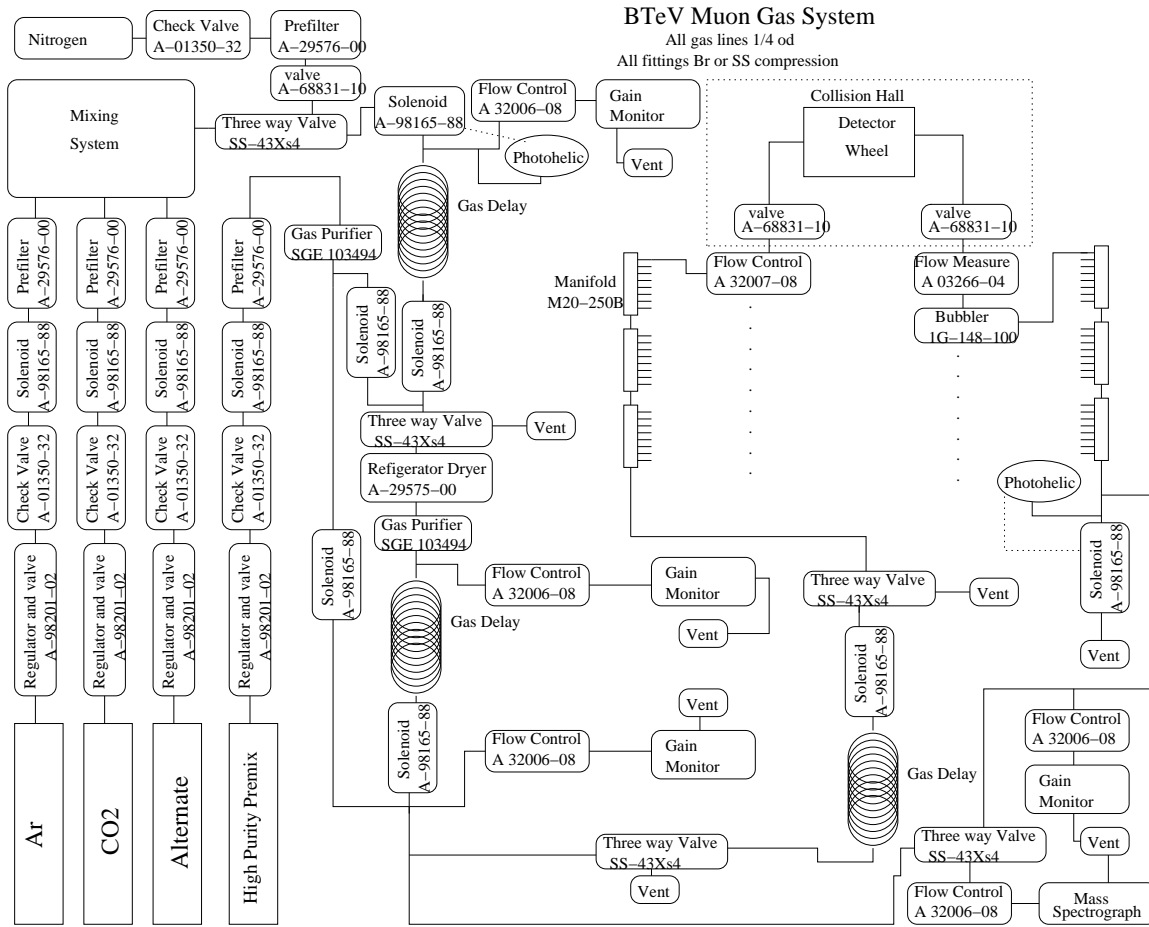 BTeV Muon Gas System
All gas lines 1/4 od
All fittings Br or SS compression
Nitrogen
Check Valve
A−01350−32
Prefilter
A−29576−00
valve
A−68831−10
Mixing
System
Three way Valve
SS−43Xs4
Solenoid
A−98165−88
Flow Control
A 32006−08
Gain
Monitor
Photohelic
Vent
Gas Delay
Collision Hall
Detector
Wheel
valve
A−68831−10
valve
A−68831−10
Prefilter
A−29576−00
Prefilter
A−29576−00
Prefilter
A−29576−00
Prefilter
A−29576−00
Gas Purifier
SGE 103494
Manifold
M20−250B
Flow Control
A 32007−08
Flow Measure
A 03266−04
Bubbler
1G−148−100
Solenoid
A−98165−88
Solenoid
A−98165−88
Solenoid
A−98165−88
Solenoid
A−98165−88
Solenoid
A−98165−88
Solenoid
A−98165−88
Three way Valve
SS−43Xs4
Vent
Check Valve
A−01350−32
Check Valve
A−01350−32
Check Valve
A−01350−32
Check Valve
A−01350−32
Refigerator Dryer
A−29575−00
Gas Purifier
SGE 103494
Photohelic
Solenoid
A−98165−88
Solenoid
A−98165−88
Vent
Regulator and valve
A−98201−02
Regulator and valve
A−98201−02
Regulator and valve
A−98201−02
Regulator and valve
A−98201−02
Flow Control
A 32006−08
Gain
Monitor
Vent
Gas Delay
Three way Valve
SS−43Xs4
Vent
Solenoid
A−98165−88
Solenoid
A−98165−88
Flow Control
A 32006−08
Vent
Gain
Monitor
Gas Delay
Flow Control
A 32006−08
Gain
Monitor
Vent
Ar
CO2
Alternate
High Purity Premix
Three way Valve
SS−43Xs4
Vent
Three way Valve
SS−43Xs4
Flow Control
A 32006−08
Mass
Spectrograph